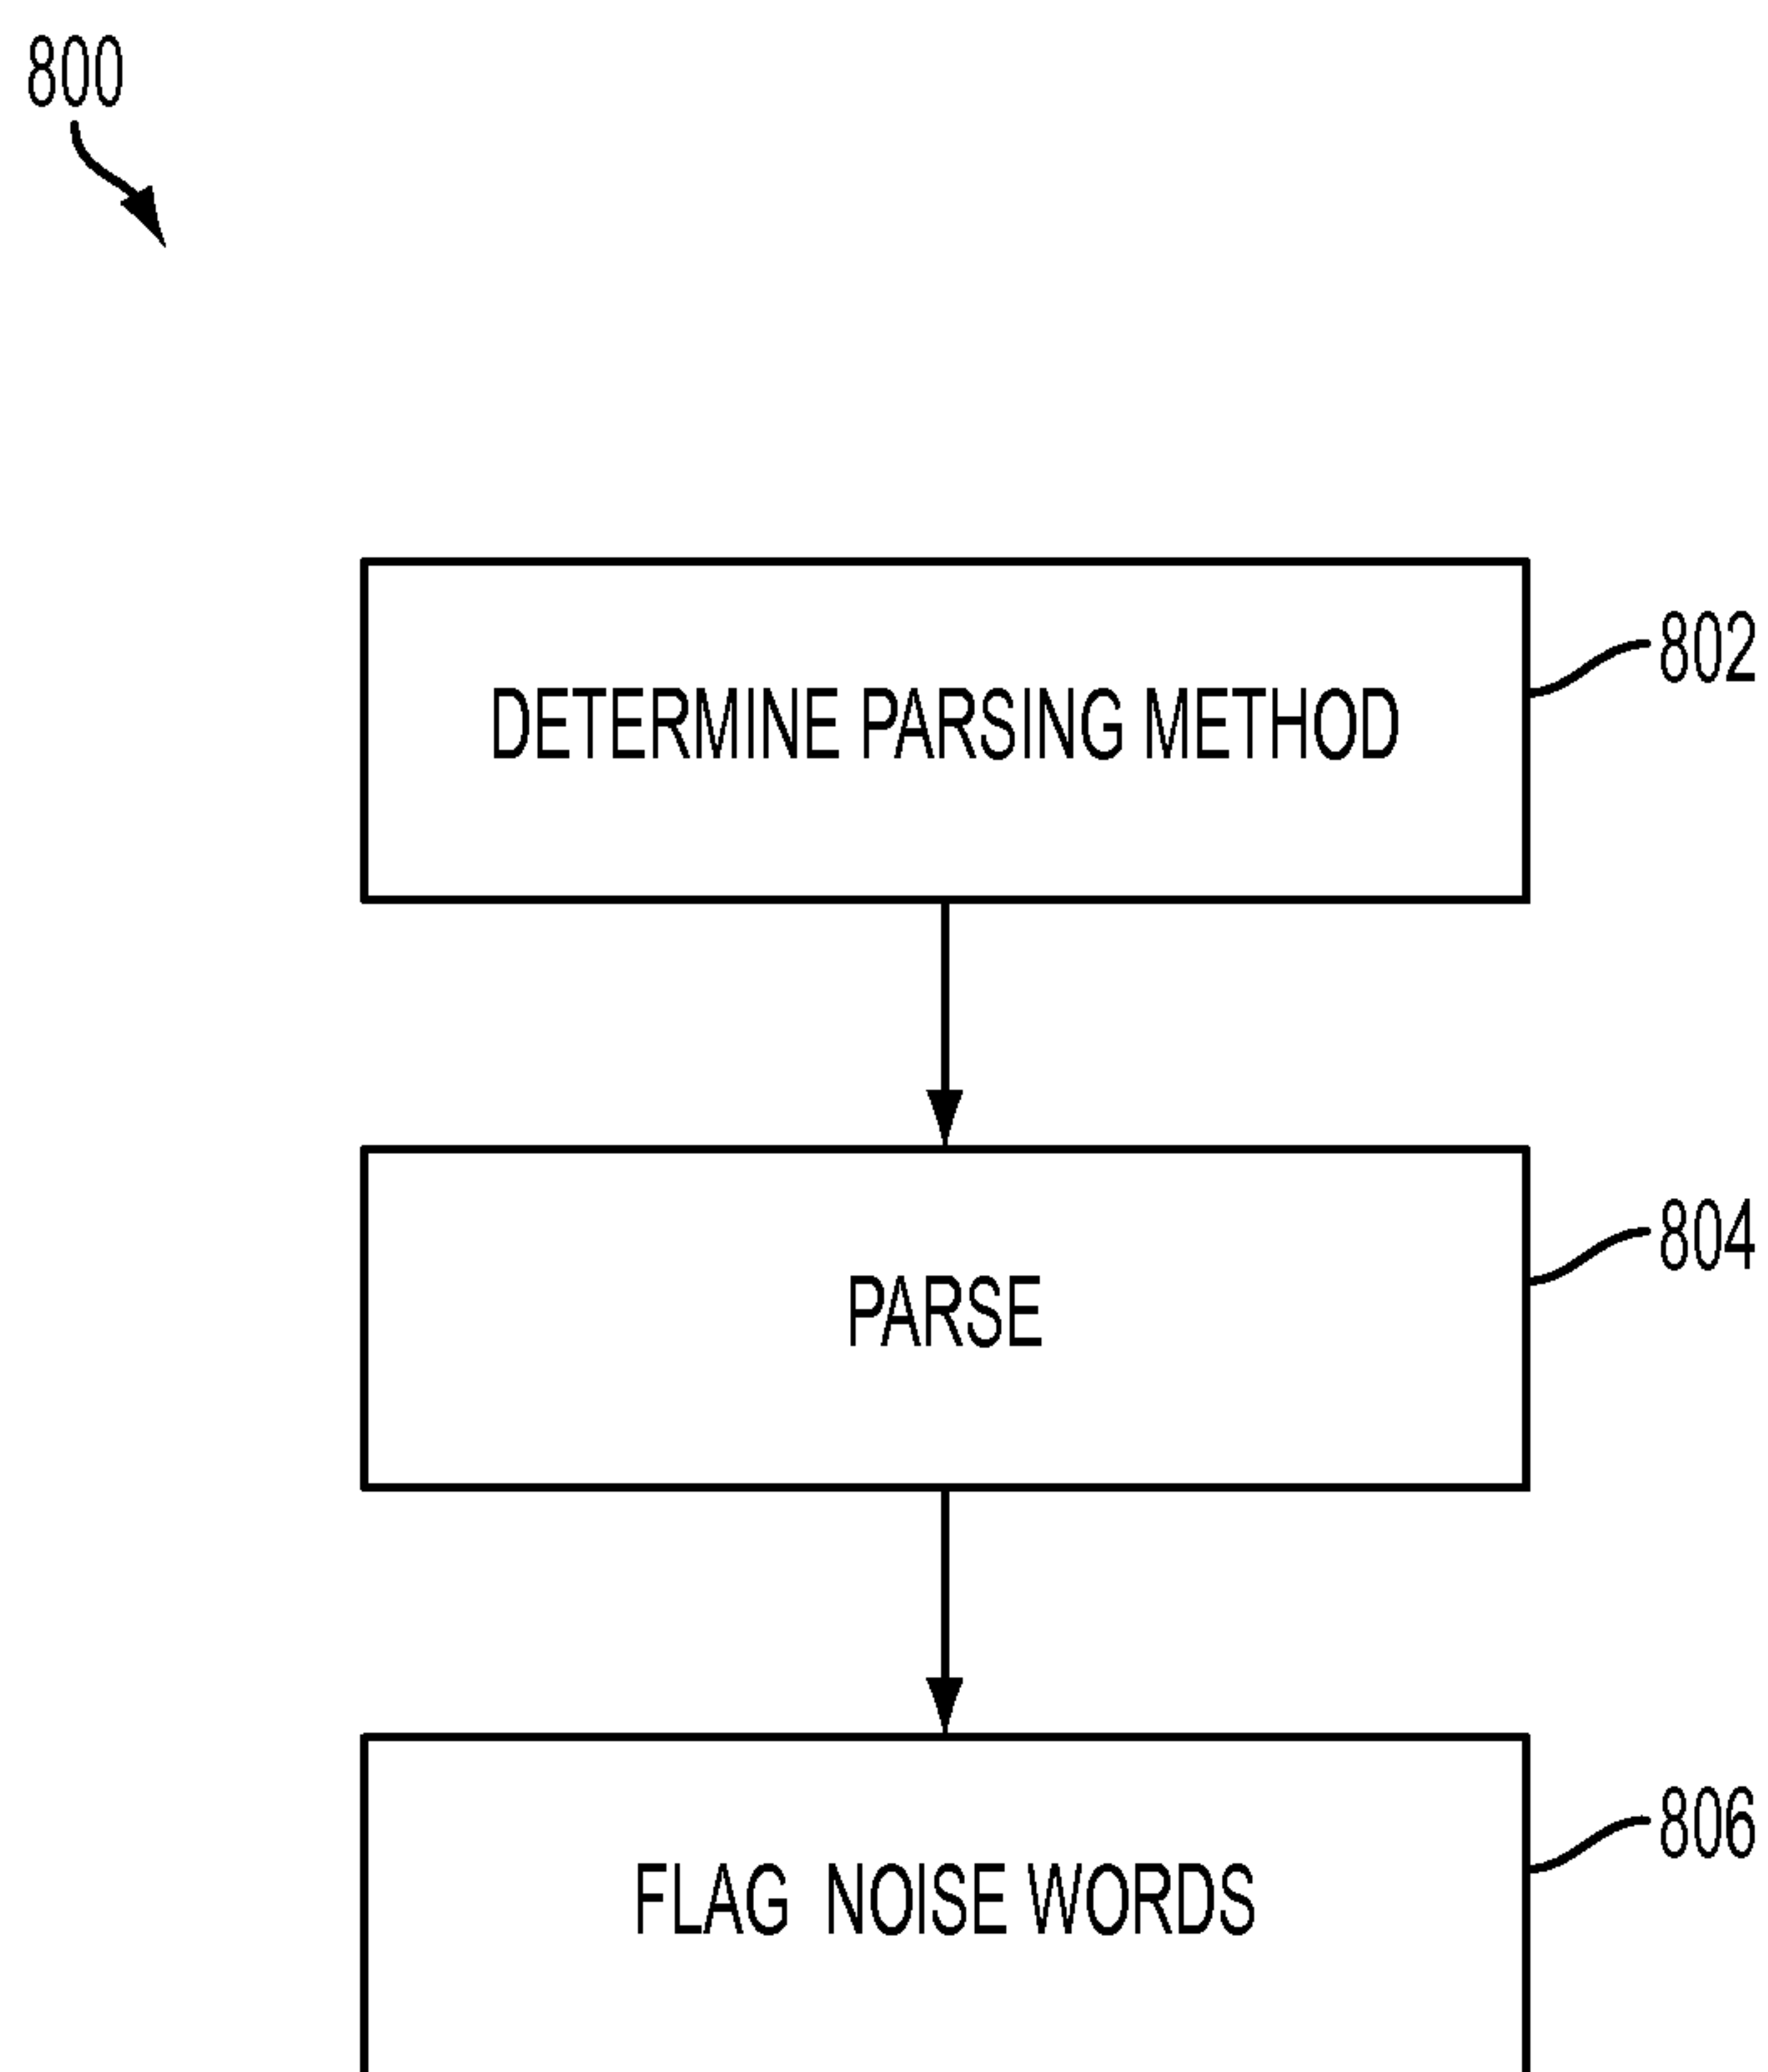 800
DETERMINE PARSING METHOD
802
PARSE
804
FLAG NOISE WORDS
806